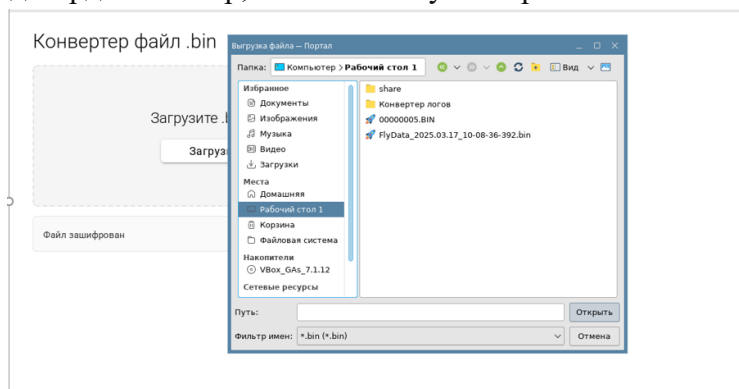 Конвертер файл .bin
Загрузите .b
Загруз
Файл зашифрован
Выгрузка файла — Портал
Папка: Компьютер > Рабочий стол 1 Вид
Избранное
Документы
Изображения
Музыка
Видео
Загрузки
Места
Домашняя
Рабочий стол 1
Корзина
Файловая система
Накопители
VBox_GAs_7.1.12
Сетевые ресурсы
share
Конвертер логов
00000005.BIN
FlyData_2025.03.17_10-08-36-392.bin
Путь: Открыть
Фильтр имен: *.bin (*.bin) Отмена